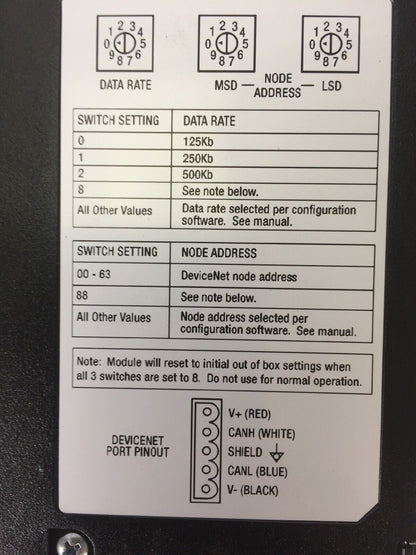 0 1 2 3 4 5 6 7 8 9
0 1 2 3 4 5 6 7 8 9
0 1 2 3 4 5 6 7 8 9
DATA RATE
MSD — NODE ADDRESS — LSD
SWITCH SETTING DATA RATE
0 125Kb
1 250Kb
2 500Kb
8 See note below.
All Other Values Data rate selected per configuration
software. See manual.
SWITCH SETTING NODE ADDRESS
00 - 63 DeviceNet node address
88 See note below.
All Other Values Node address selected per
configuration software. See manual.
Note: Module will reset to initial out of box settings when
all 3 switches are set to 8. Do not use for normal operation.
DEVICENET
PORT PINOUT
V+ (RED)
CANH (WHITE)
SHIELD
CANL (BLUE)
V- (BLACK)